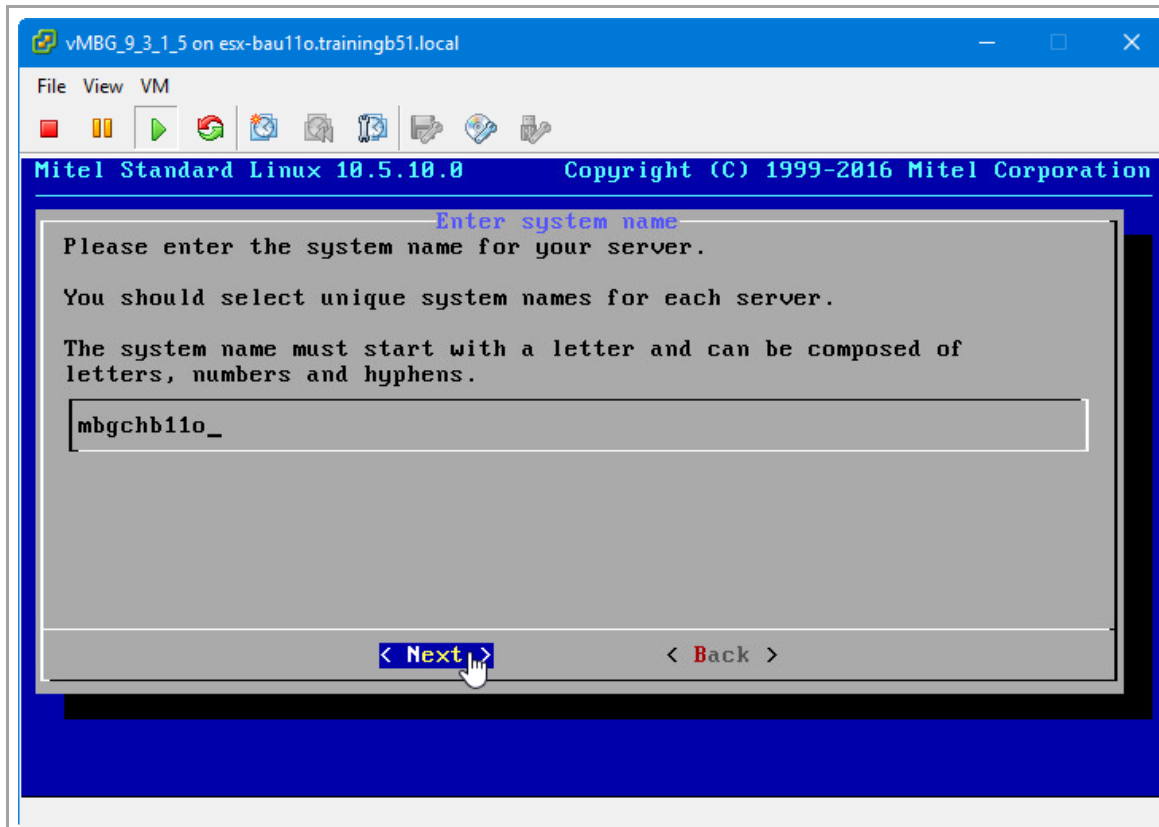 vMBG_9_3_1_5 on esx-bau11o.trainingb51.local
File View VM
Mitel Standard Linux 10.5.10.0 Copyright (C) 1999-2016 Mitel Corporation
Enter system name
Please enter the system name for your server.
You should select unique system names for each server.
The system name must start with a letter and can be composed of
letters, numbers and hyphens.
mbgchb11o_
< Next > < Back >